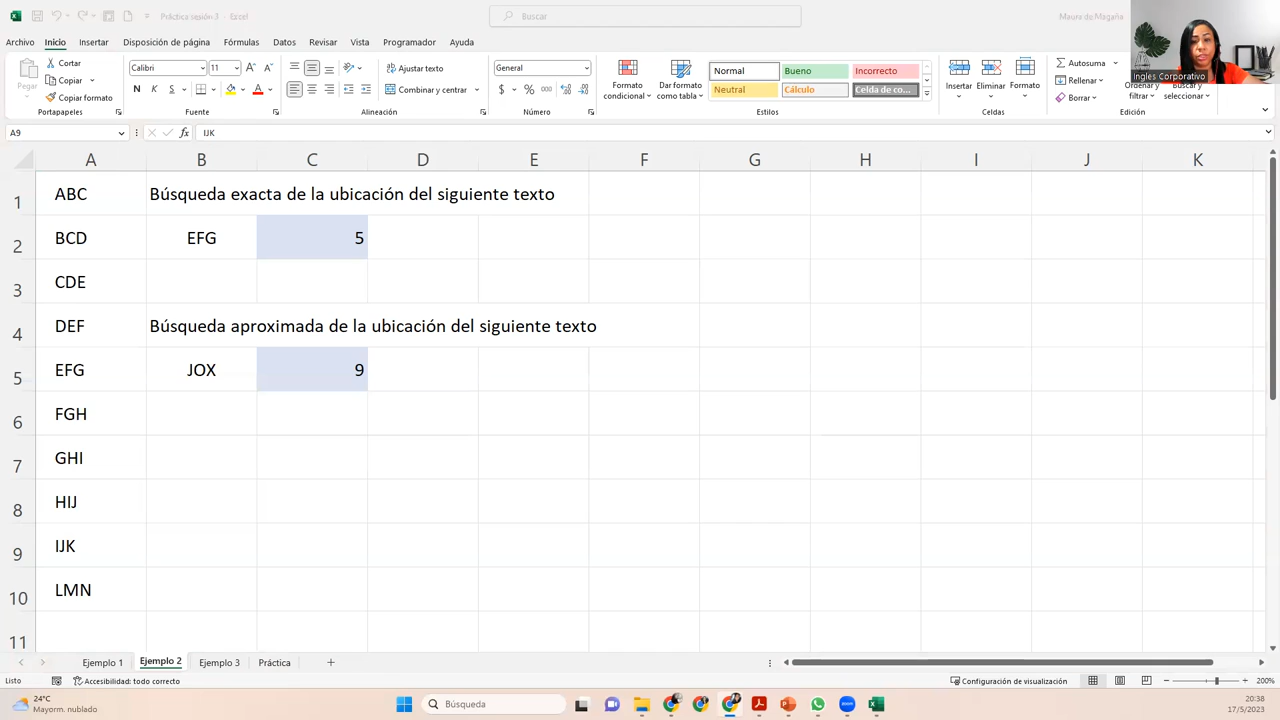 Práctica sesión 3 - Excel
Buscar
Maura de Magaña
Archivo Inicio Insertar Disposición de página Fórmulas Datos Revisar Vista Programador Ayuda
Pegar
Cortar
Copiar
Copiar formato
Portapapeles
Calibri 11
N K S
Fuente
Ajustar texto
Combinar y centrar
Alineación
General
$ % 000
Número
Formato condicional
Dar formato como tabla
Normal Bueno Incorrecto
Neutral Cálculo Celda de co...
Estilos
Insertar Eliminar Formato
Celdas
Autosuma
Rellenar
Borrar
Ordenar y filtrar
Buscar y seleccionar
Edición
Ingles Corporativo
A9 fx IJK
A B C D E F G H I J K
1 ABC Búsqueda exacta de la ubicación del siguiente texto
2 BCD EFG 5
3 CDE
4 DEF Búsqueda aproximada de la ubicación del siguiente texto
5 EFG JOX 9
6 FGH
7 GHI
8 HIJ
9 IJK
10 LMN
11
Ejemplo 1 Ejemplo 2 Ejemplo 3 Práctica
Listo Accesibilidad: todo correcto Configuración de visualización 200%
24°C
Mayorm. nublado
Búsqueda
zoom
20:38
17/5/2023